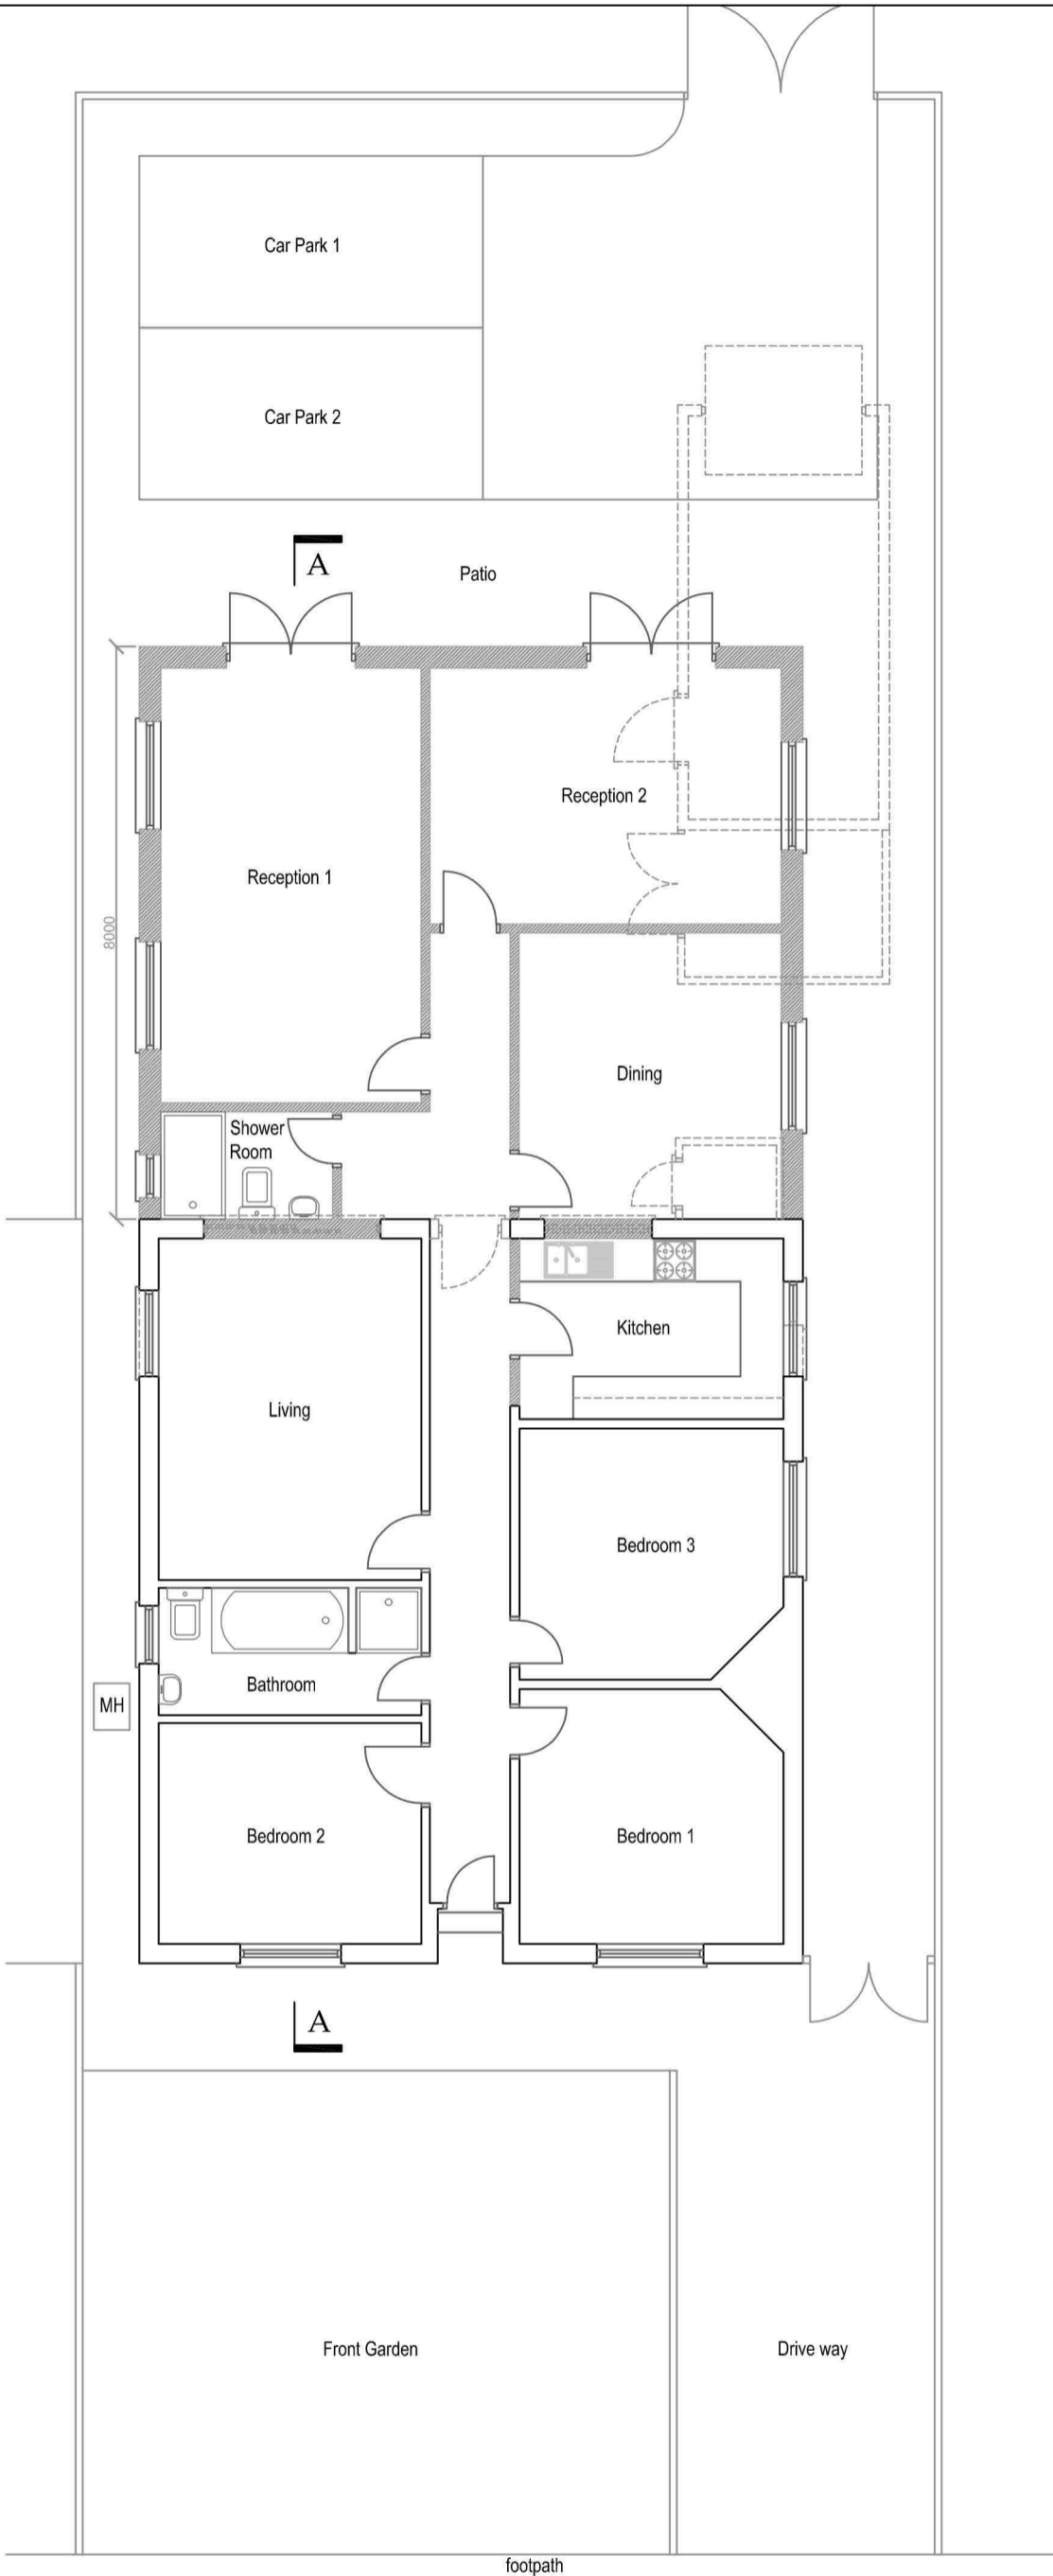 Car Park 1
Car Park 2
A
Patio
Reception 2
Reception 1
8000
Dining
Shower
Room
Kitchen
Living
Bedroom 3
Bathroom
MH
Bedroom 2
Bedroom 1
A
Front Garden
Drive way
footpath